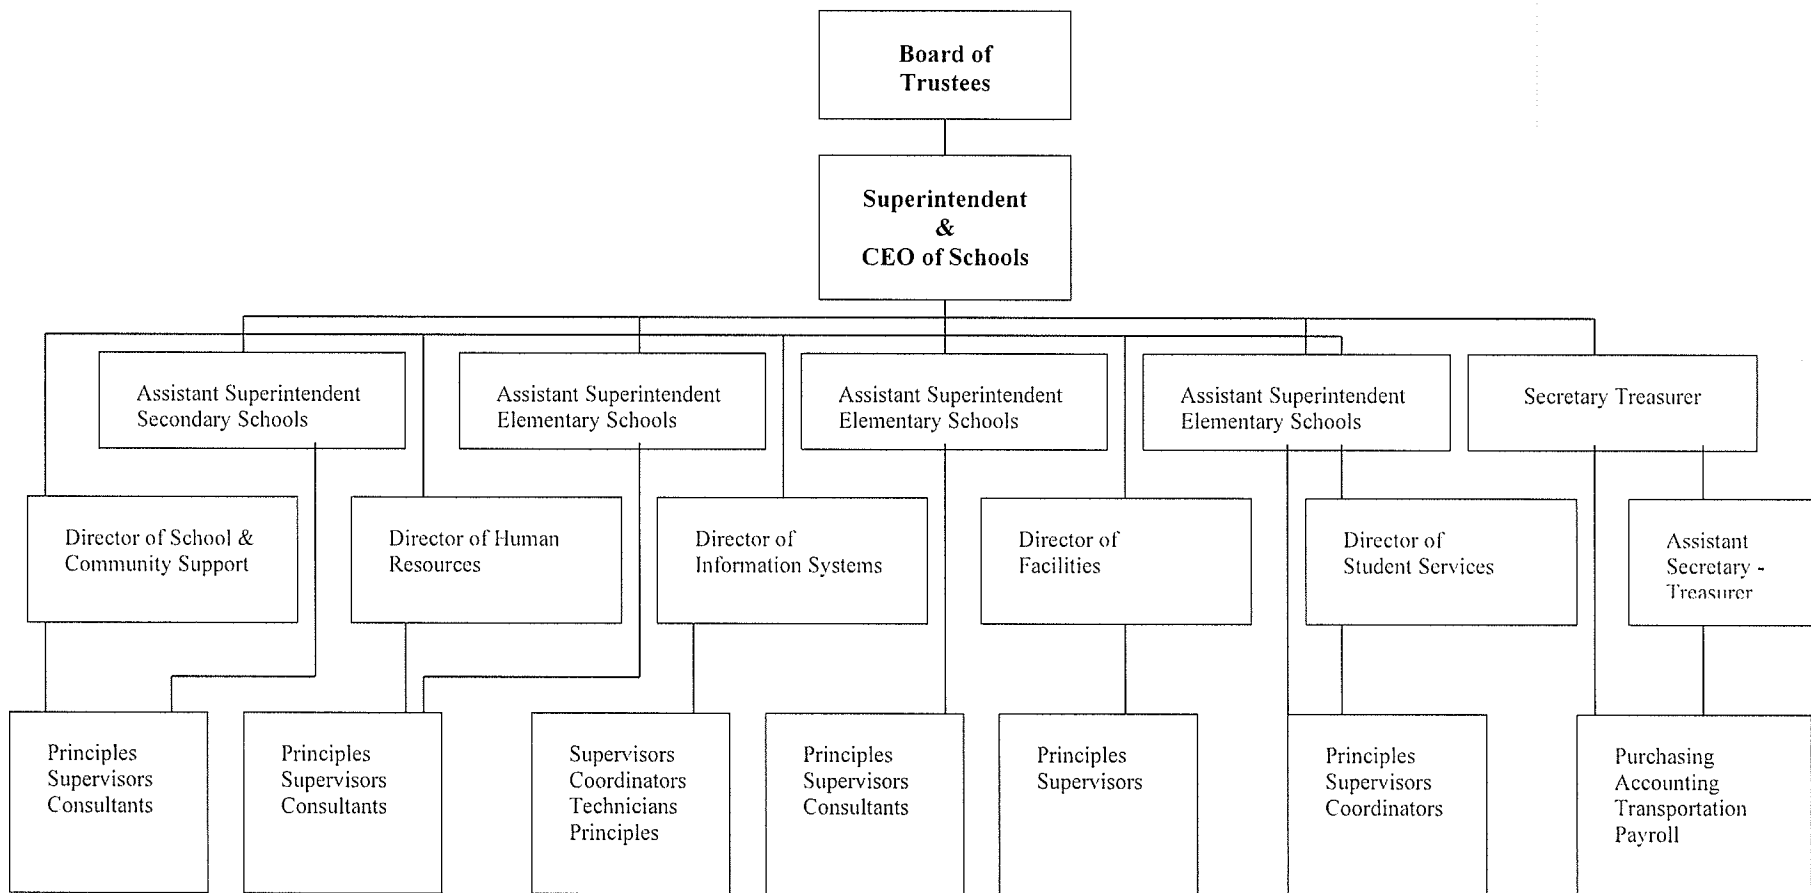 Board of
Trustees
Superintendent
&
CEO of Schools
Assistant Superintendent
Secondary Schools
Assistant Superintendent
Elementary Schools
Assistant Superintendent
Elementary Schools
Assistant Superintendent
Elementary Schools
Secretary Treasurer
Director of School &
Community Support
Director of Human
Resources
Director of
Information Systems
Director of
Facilities
Director of
Student Services
Assistant
Secretary -
Treasurer
Principles
Supervisors
Consultants
Principles
Supervisors
Consultants
Supervisors
Coordinators
Technicians
Principles
Principles
Supervisors
Consultants
Principles
Supervisors
Principles
Supervisors
Coordinators
Purchasing
Accounting
Transportation
Payroll